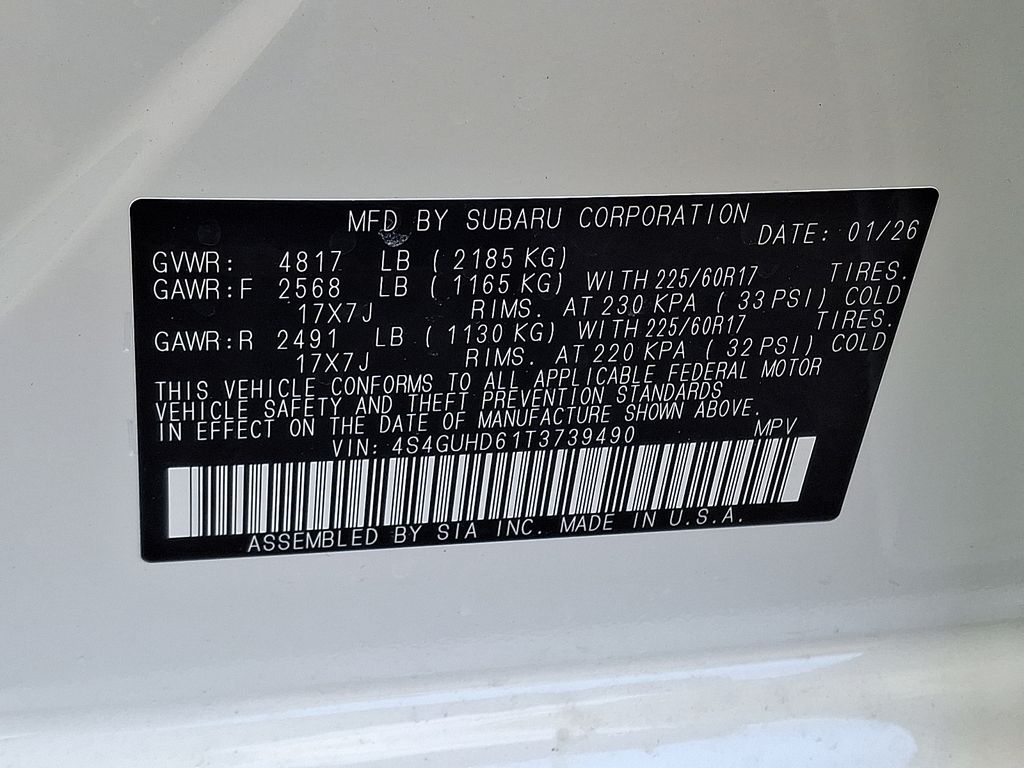 MFD BY SUBARU CORPORATION DATE: 01/26
GVWR: 4817 LB ( 2185 KG)
GAWR:F 2568 LB ( 1165 KG) WITH 225/60R17 TIRES.
17X7J RIMS. AT 230 KPA ( 33 PSI) COLD
GAWR:R 2491 LB ( 1130 KG) WITH 225/60R17 TIRES.
17X7J RIMS. AT 220 KPA ( 32 PSI) COLD
THIS VEHICLE CONFORMS TO ALL APPLICABLE FEDERAL MOTOR
VEHICLE SAFETY AND THEFT PREVENTION STANDARDS
IN EFFECT ON THE DATE OF MANUFACTURE SHOWN ABOVE.
VIN: 4S4GUHD61T3739490 MPV
ASSEMBLED BY SIA INC. MADE IN U.S.A.